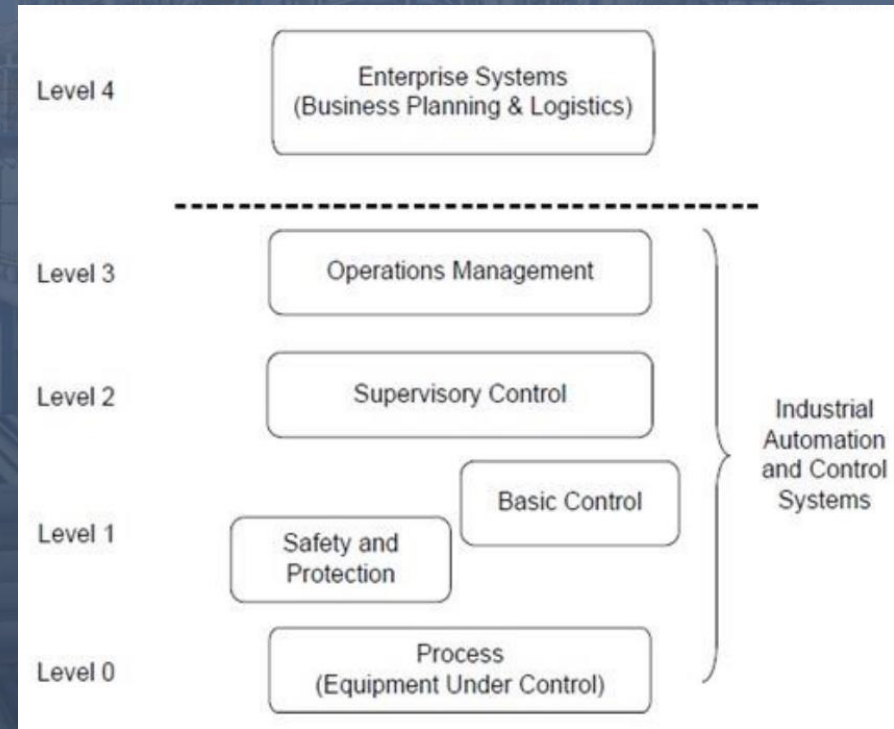 Level 4
Enterprise Systems
(Business Planning & Logistics)
Level 3
Operations Management
Level 2
Supervisory Control
Industrial
Automation
and Control
Systems
Level 1
Basic Control
Safety and
Protection
Level 0
Process
(Equipment Under Control)